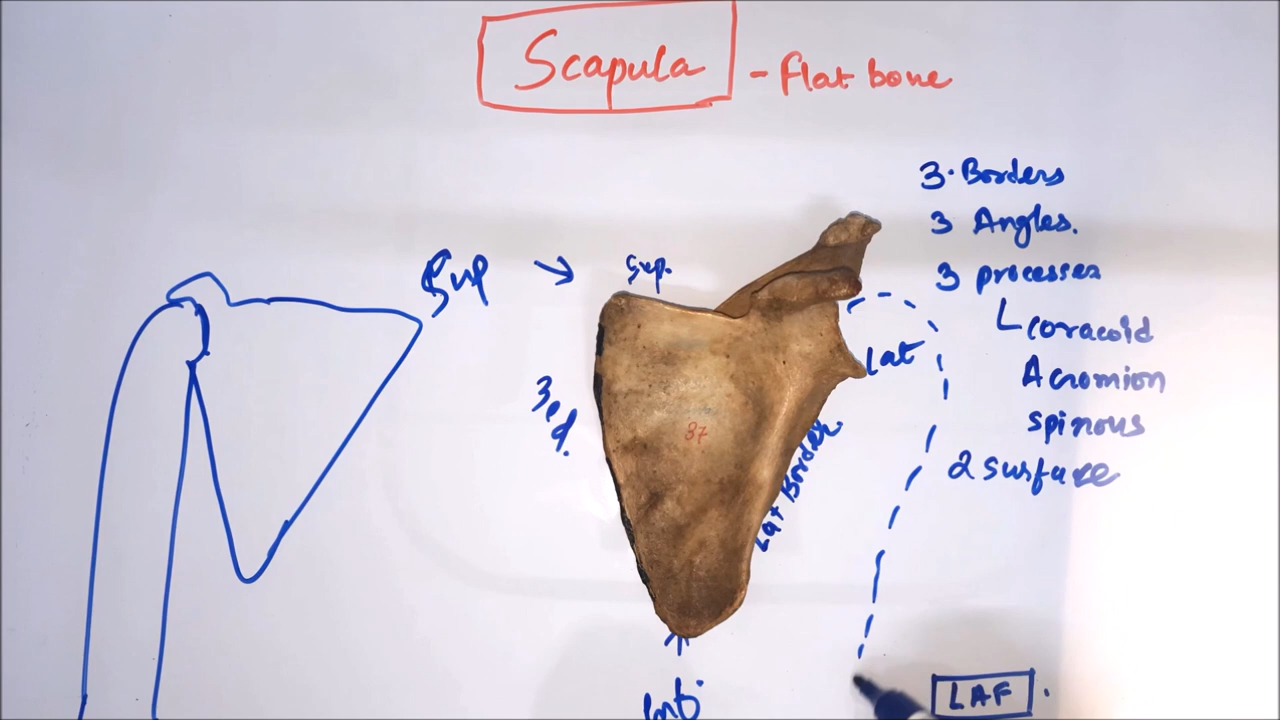 Scapula - Flat bone
3. Borders
3 Angles.
3 processes
coracoid
Acromion
spinous
2 surface
Sup
Sup.
Lat
Lat Border
87
LAF.